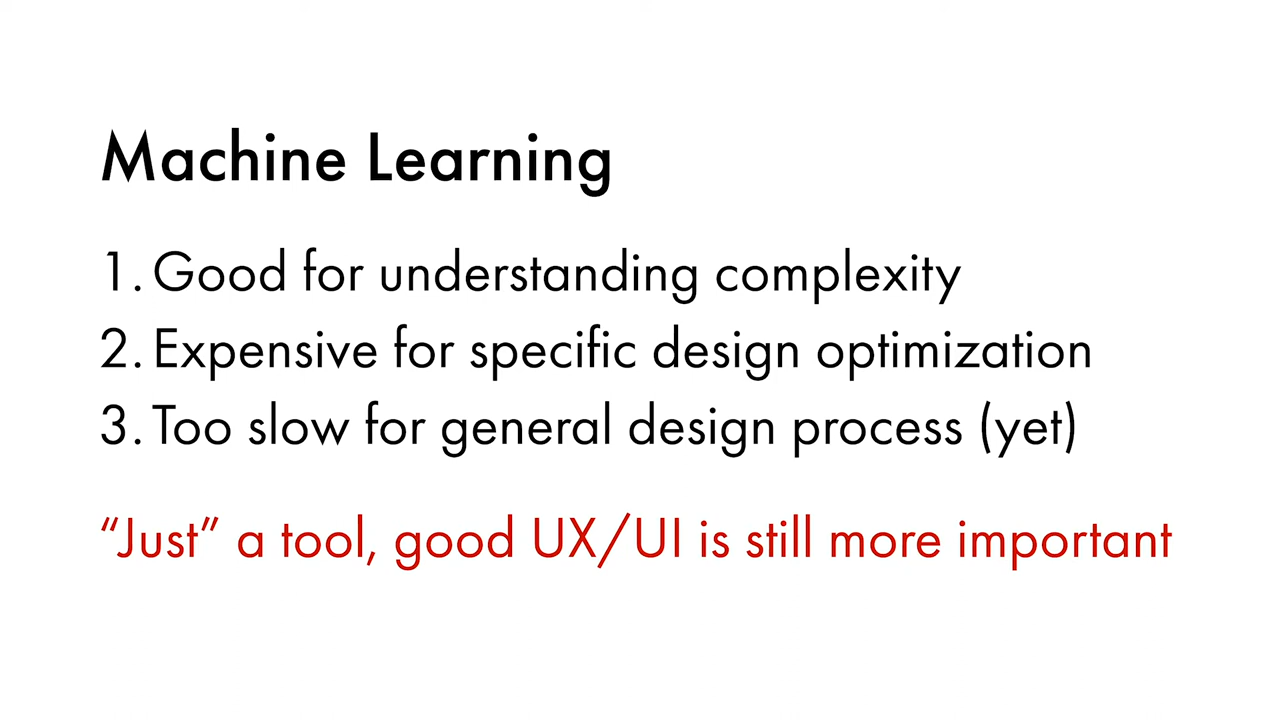 Machine Learning
1. Good for understanding complexity
2. Expensive for specific design optimization
3. Too slow for general design process (yet)
“Just” a tool, good UX/UI is still more important